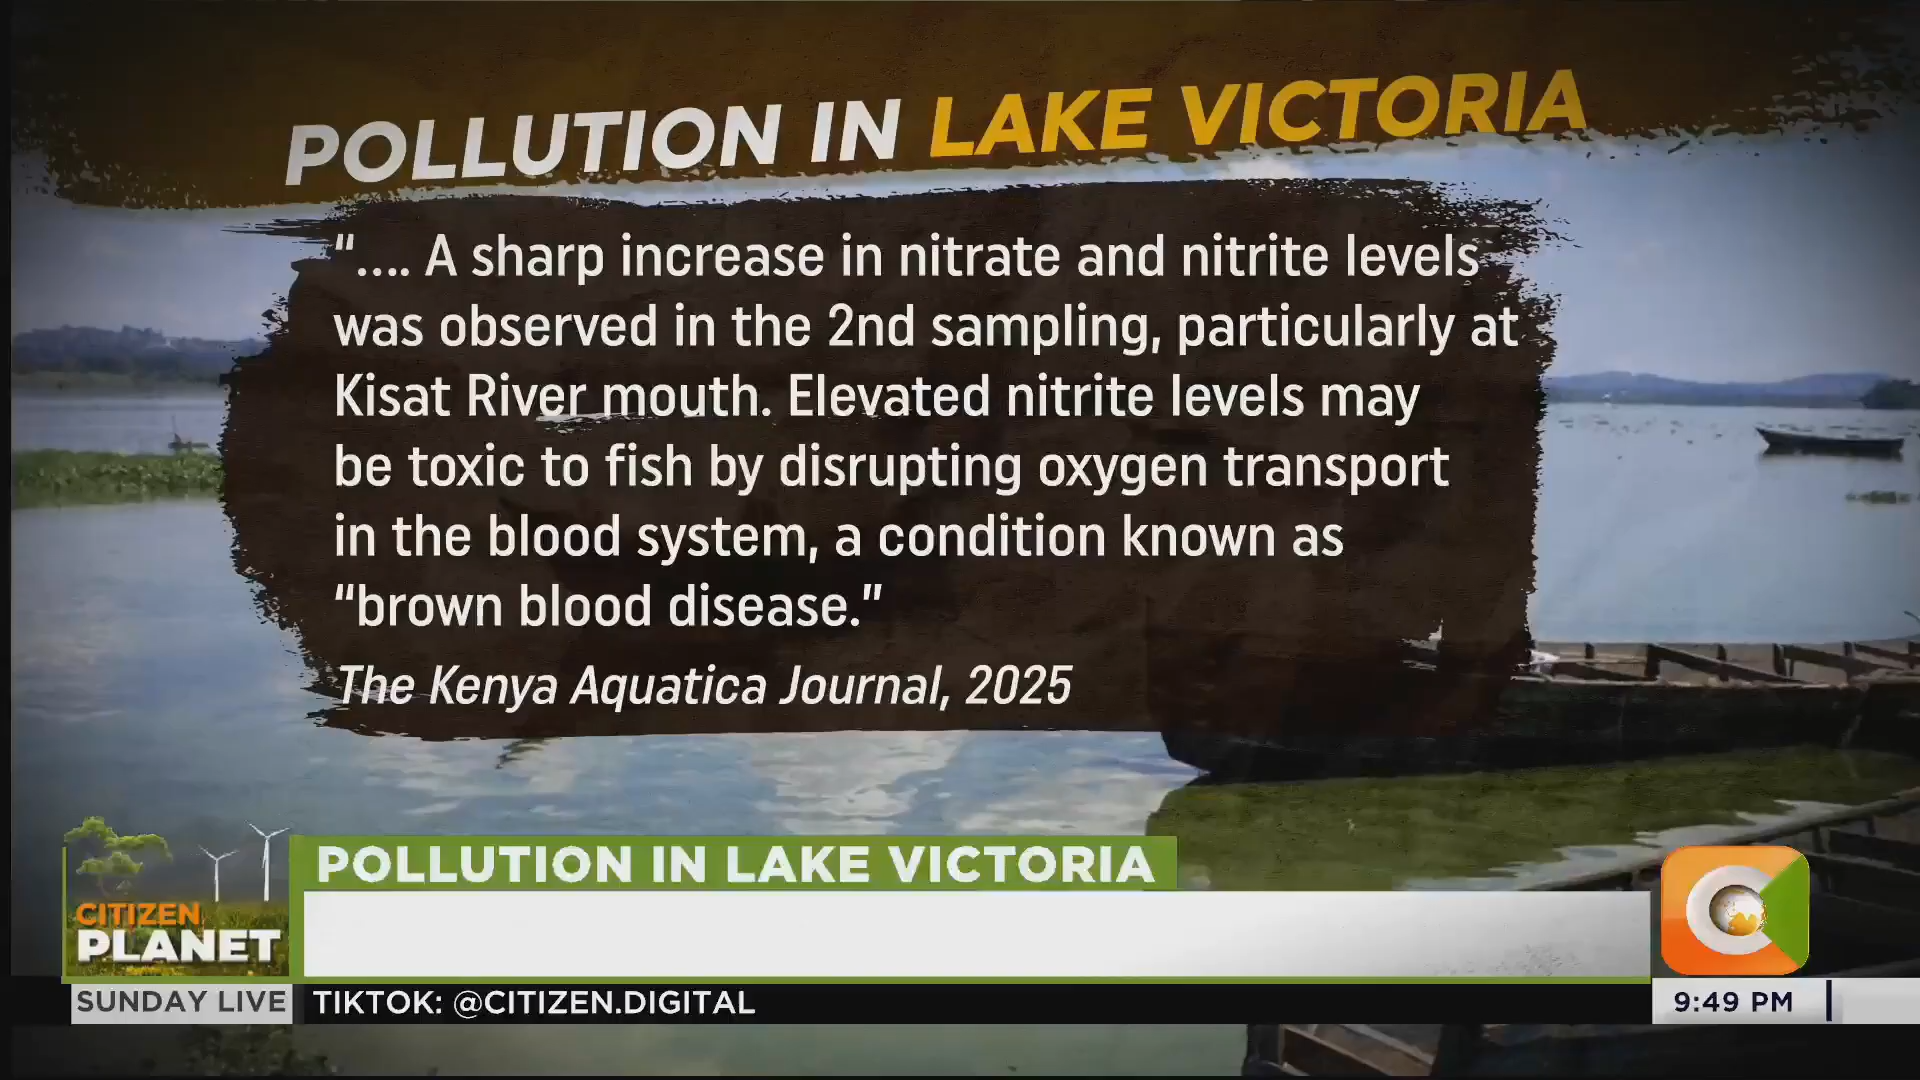 POLLUTION IN LAKE VICTORIA
“.... A sharp increase in nitrate and nitrite levels
was observed in the 2nd sampling, particularly at
Kisat River mouth. Elevated nitrite levels may
be toxic to fish by disrupting oxygen transport
in the blood system, a condition known as
“brown blood disease.”
The Kenya Aquatica Journal, 2025
POLLUTION IN LAKE VICTORIA
CITIZEN
PLANET
SUNDAY LIVE
TIKTOK: @CITIZEN.DIGITAL
9:49 PM